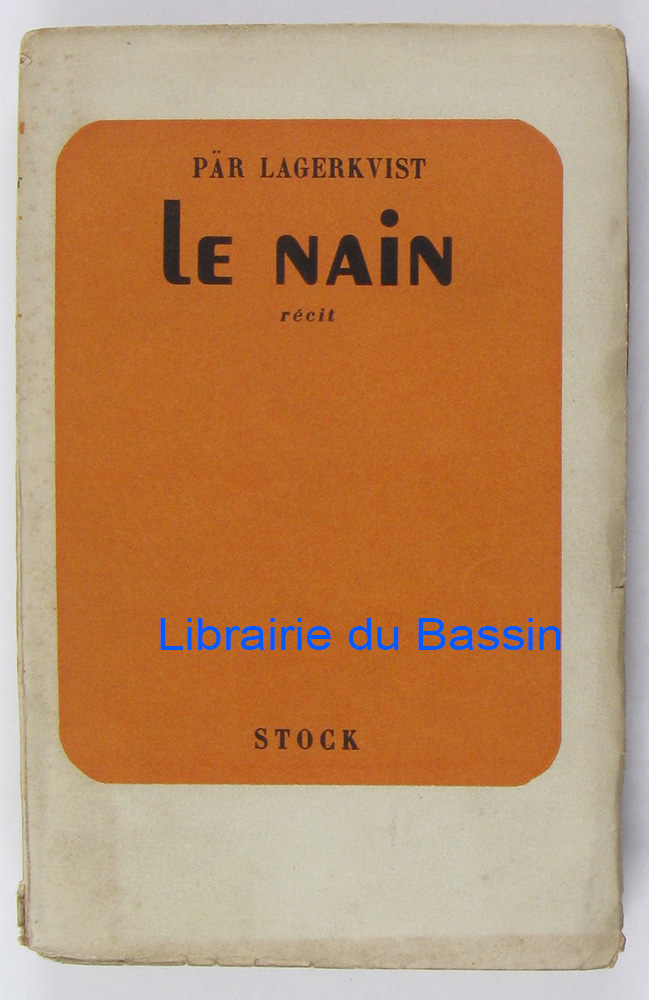 PÄR LAGERKVIST
LE NAIN
récit
Librairie du Bassin
STOCK